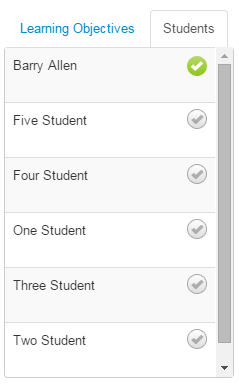 Learning Objectives
Students
Barry Allen
Five Student
Four Student
One Student
Three Student
Two Student